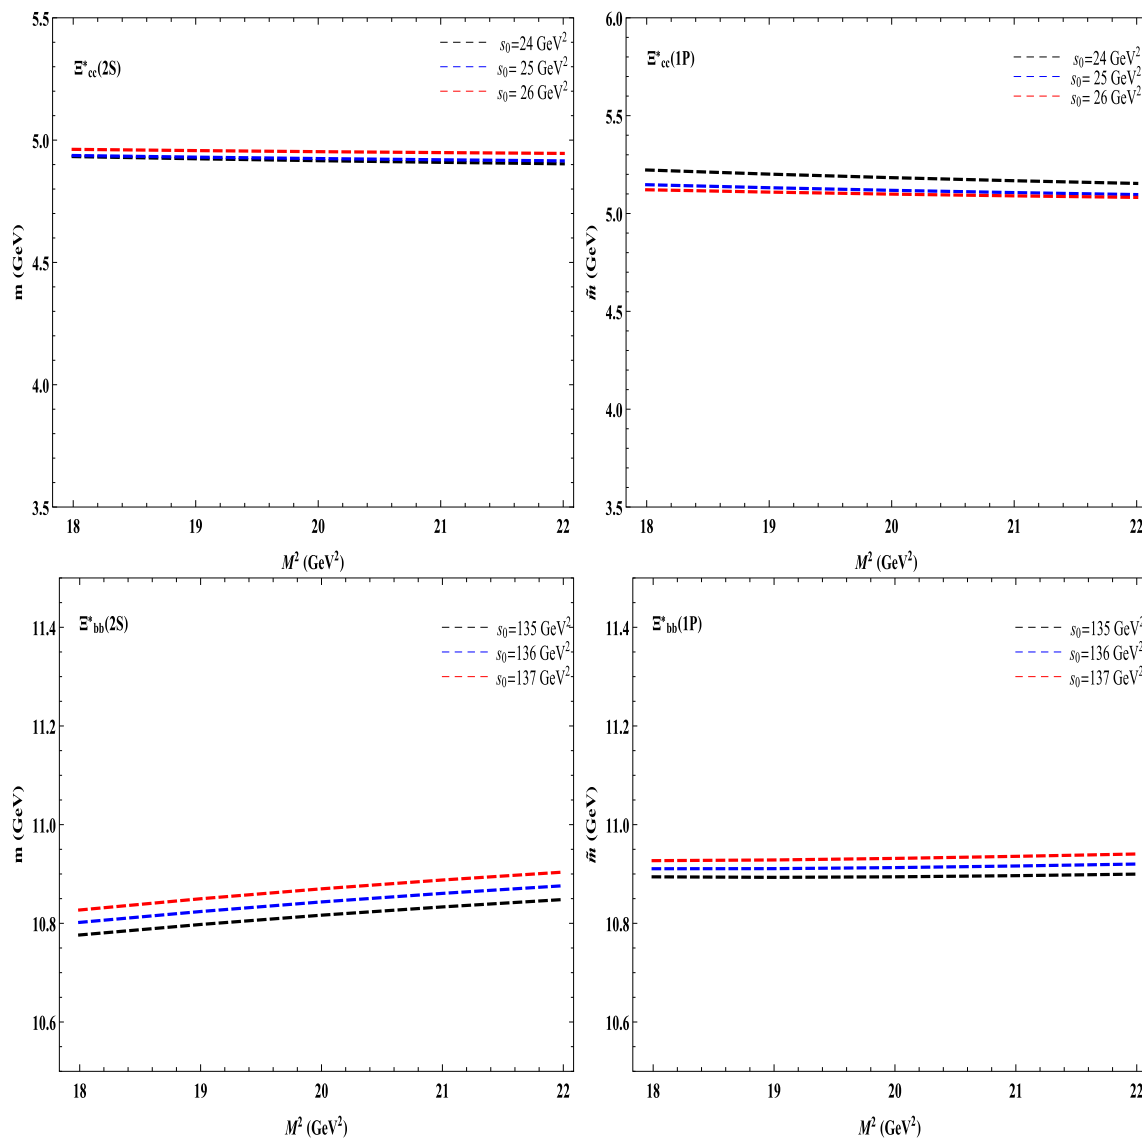 Ξ*cc(2S)
s0=24 GeV²
s0= 25 GeV²
s0= 26 GeV²
5.5
5.0
4.5
4.0
3.5
m (GeV)
18 19 20 21 22
M² (GeV²)
Ξ*cc(1P)
s0=24 GeV²
s0= 25 GeV²
s0= 26 GeV²
6.0
5.5
5.0
4.5
4.0
3.5
m̃ (GeV)
18 19 20 21 22
M² (GeV²)
Ξ*bb(2S)
s0=135 GeV²
s0=136 GeV²
s0=137 GeV²
11.4
11.2
11.0
10.8
10.6
m (GeV)
18 19 20 21 22
M² (GeV²)
Ξ*bb(1P)
s0=135 GeV²
s0=136 GeV²
s0=137 GeV²
11.4
11.2
11.0
10.8
10.6
m̃ (GeV)
18 19 20 21 22
M² (GeV²)